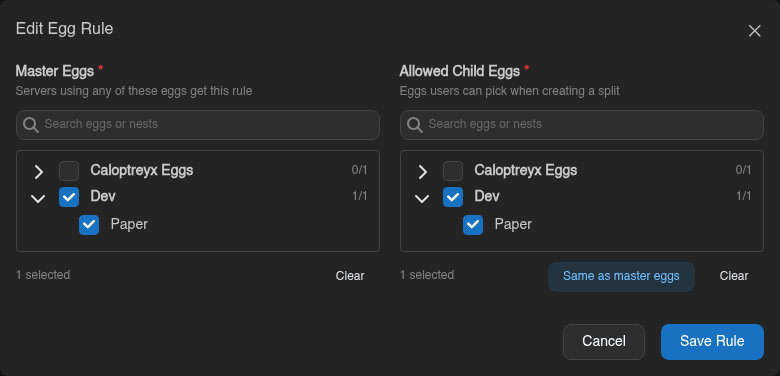 Edit Egg Rule
Master Eggs *
Servers using any of these eggs get this rule
Search eggs or nests
Caloptreyx Eggs 0/1
Dev 1/1
Paper
1 selected Clear
Allowed Child Eggs *
Eggs users can pick when creating a split
Search eggs or nests
Caloptreyx Eggs 0/1
Dev 1/1
Paper
1 selected Same as master eggs Clear
Cancel Save Rule